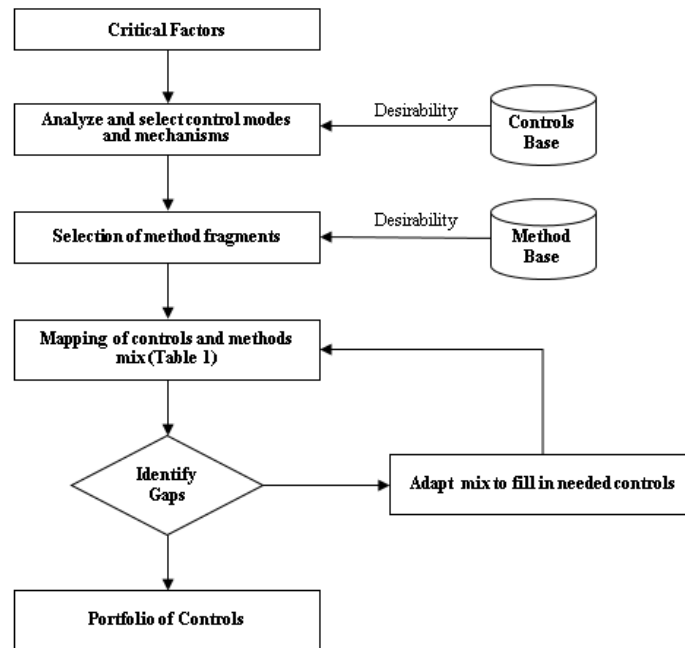 Critical Factors
Analyze and select control modes
and mechanisms
Desirability
Controls
Base
Selection of method fragments
Desirability
Method
Base
Mapping of controls and methods
mix (Table 1)
Identify
Gaps
Adapt mix to fill in needed controls
Portfolio of Controls